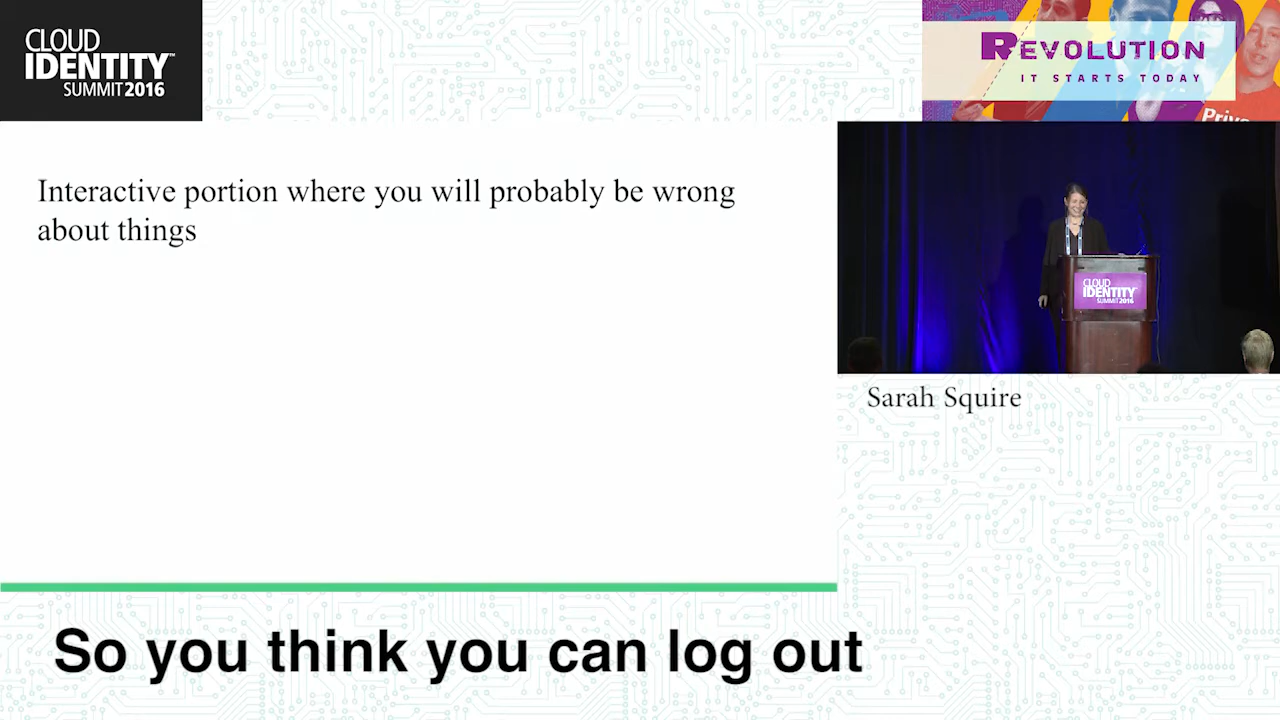 CLOUD
IDENTITY™
SUMMIT 2016
REVOLUTION
IT STARTS TODAY
Interactive portion where you will probably be wrong
about things
CLOUD
IDENTITY
SUMMIT 2016
Sarah Squire
So you think you can log out